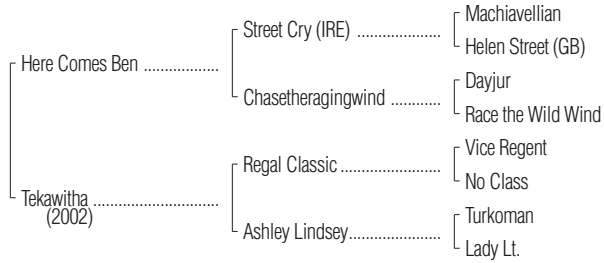 Machiavellian
Street Cry (IRE) ...................
Helen Street (GB)
Here Comes Ben .................
Dayjur
Chasetheragingwind ...........
Race the Wild Wind
Vice Regent
Regal Classic .......................
No Class
Tekawitha .............................
(2002)
Turkoman
Ashley Lindsey.....................
Lady Lt.